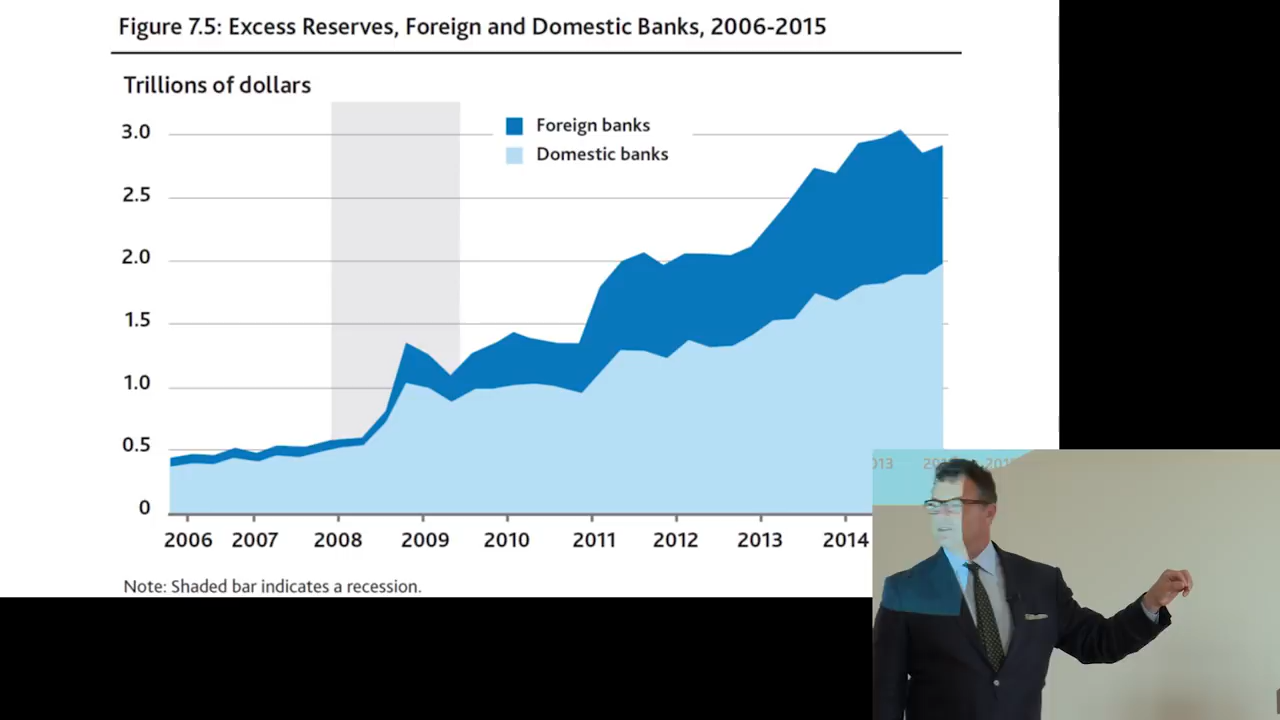 Figure 7.5: Excess Reserves, Foreign and Domestic Banks, 2006-2015
Trillions of dollars
Foreign banks
Domestic banks
3.0
2.5
2.0
1.5
1.0
0.5
0
2006 2007 2008 2009 2010 2011 2012 2013 2014
Note: Shaded bar indicates a recession.